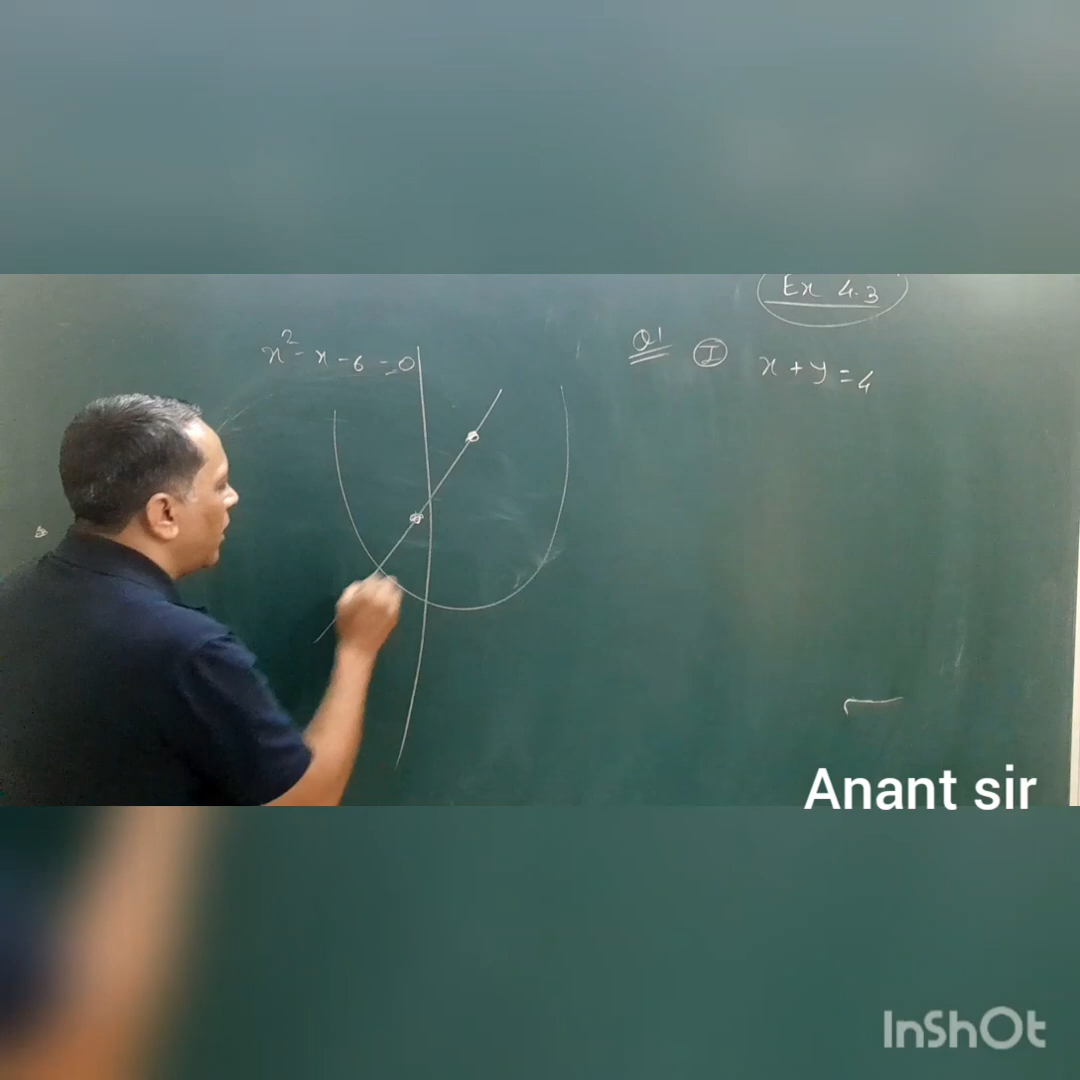 Ex 4.3
x² - x - 6 = 0
Q1 (I) x + y = 4
Anant sir
InShOt